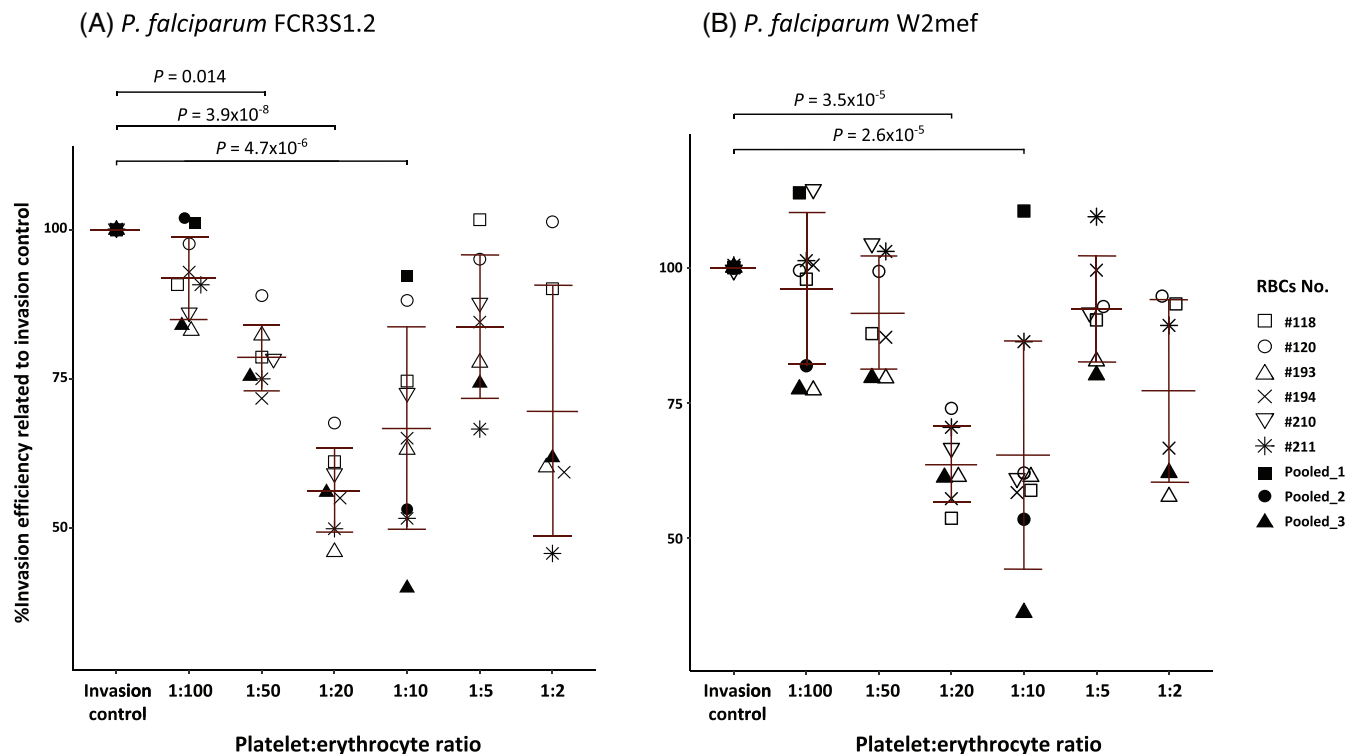 (A) P. falciparum FCR3S1.2
P = 0.014
P = 3.9x10-8
P = 4.7x10-6
%Invasion efficiency related to invasion control
100
75
50
Invasion control
1:100
1:50
1:20
1:10
1:5
1:2
Platelet:erythrocyte ratio
(B) P. falciparum W2mef
P = 3.5x10-5
P = 2.6x10-5
100
75
50
Invasion control
1:100
1:50
1:20
1:10
1:5
1:2
Platelet:erythrocyte ratio
RBCs No.
#118
#120
#193
#194
#210
#211
Pooled_1
Pooled_2
Pooled_3